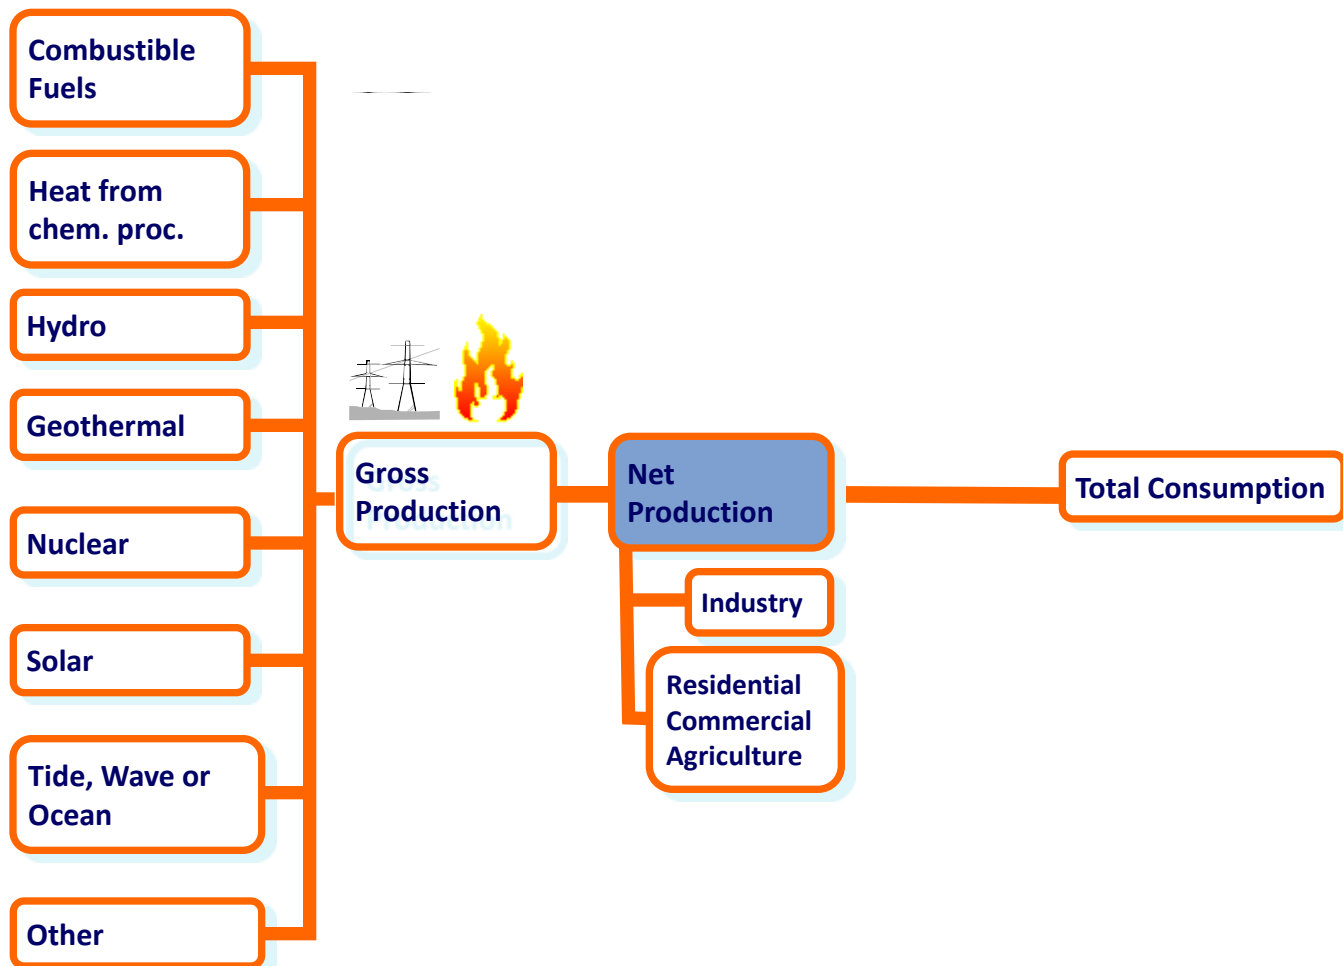 Combustible
Fuels
Heat from
chem. proc.
Hydro
Geothermal
Nuclear
Solar
Tide, Wave or
Ocean
Other
Gross
Production
Net
Production
Industry
Residential
Commercial
Agriculture
Total Consumption